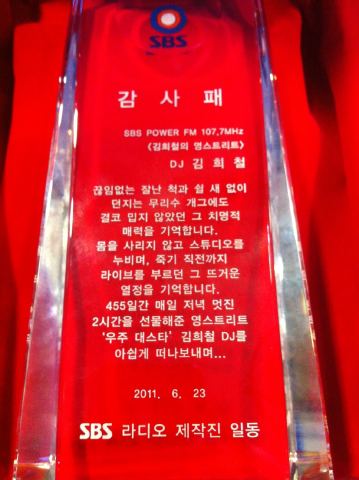 SBS
감사패
SBS POWER FM 107.7MHz
〈김희철의 영스트리트〉
DJ 김희철
끊임없는 잘난 척과 쉴 새 없이
던지는 무리수 개그에도
결코 밉지 않았던 그 치명적
매력을 기억합니다.
몸을 사리지 않고 스튜디오를
누비며, 죽기 직전까지
라이브를 부르던 그 뜨거운
열정을 기억합니다.
455일간 매일 저녁 멋진
2시간을 선물해준 영스트리트
'우주 대스타' 김희철 DJ를
아쉽게 떠나보내며...
2011. 6. 23
SBS 라디오 제작진 일동